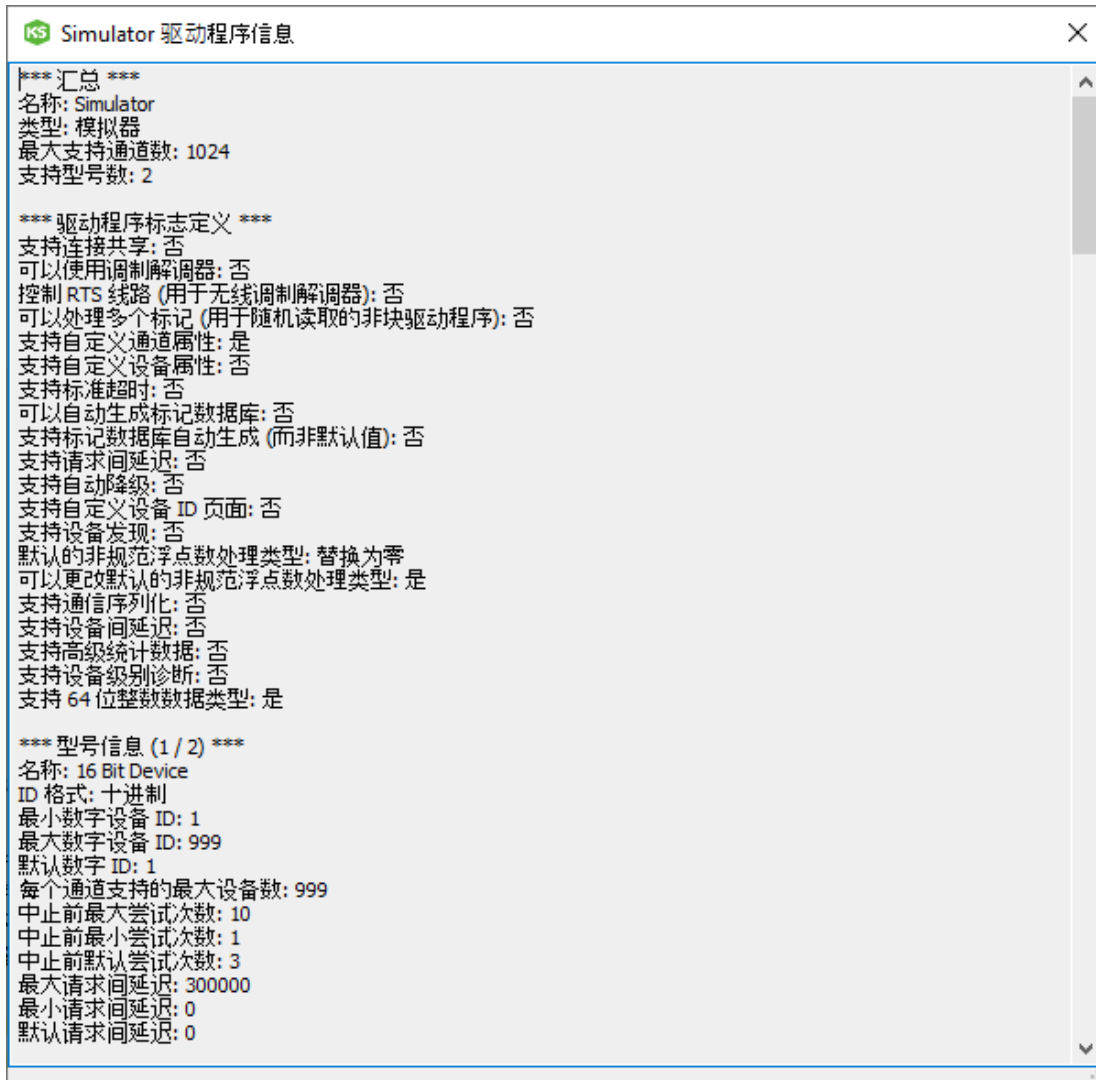 KS Simulator 驱动程序信息
*** 汇总 ***
名称: Simulator
类型: 模拟器
最大支持通道数: 1024
支持型号数: 2
*** 驱动程序标志定义 ***
支持连接共享: 否
可以使用调制解调器: 否
控制 RTS 线路 (用于无线调制解调器): 否
可以处理多个标记 (用于随机读取的非块驱动程序): 否
支持自定义通道属性: 是
支持自定义设备属性: 否
支持标准超时: 否
可以自动生成标记数据库: 否
支持标记数据库自动生成 (而非默认值): 否
支持请求间延迟: 否
支持自动降级: 否
支持自定义设备 ID 页面: 否
支持设备发现: 否
默认的非规范浮点数处理类型: 替换为零
可以更改默认的非规范浮点数处理类型: 是
支持通信序列化: 否
支持设备间延迟: 否
支持高级统计数据: 否
支持设备级别诊断: 否
支持 64 位整数数据类型: 是
*** 型号信息 (1 / 2) ***
名称: 16 Bit Device
ID 格式: 十进制
最小数字设备 ID: 1
最大数字设备 ID: 999
默认数字 ID: 1
每个通道支持的最大设备数: 999
中止前最大尝试次数: 10
中止前最小尝试次数: 1
中止前默认尝试次数: 3
最大请求间延迟: 300000
最小请求间延迟: 0
默认请求间延迟: 0